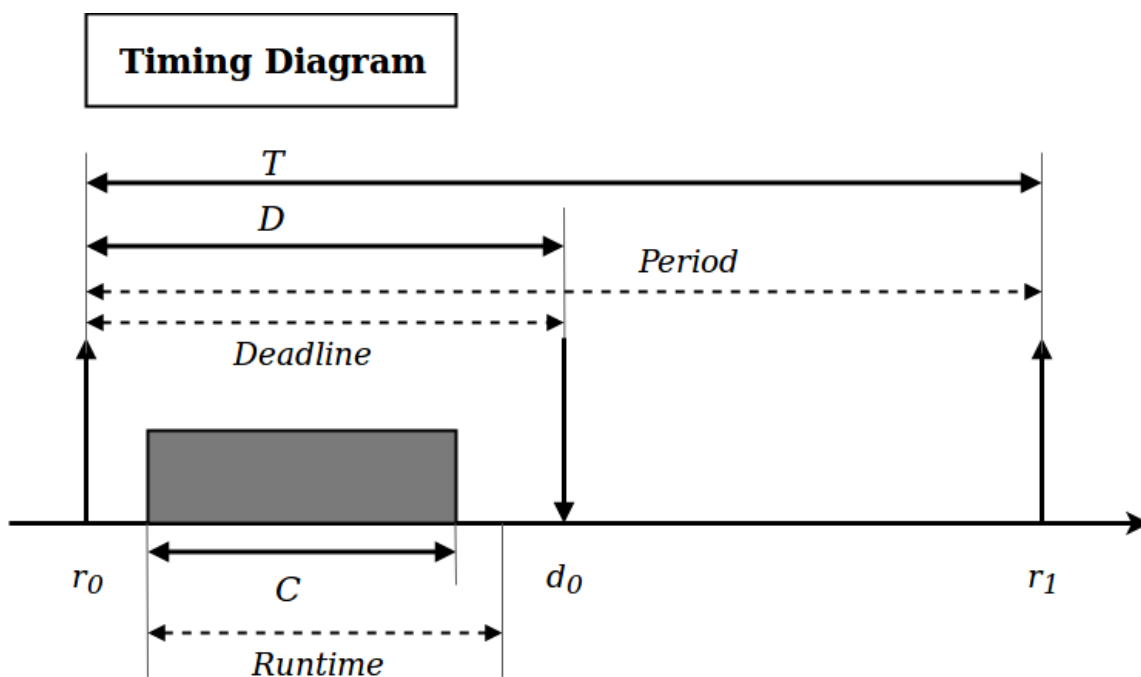 Timing Diagram
T
D
Period
Deadline
r0 d0 r1
C
Runtime